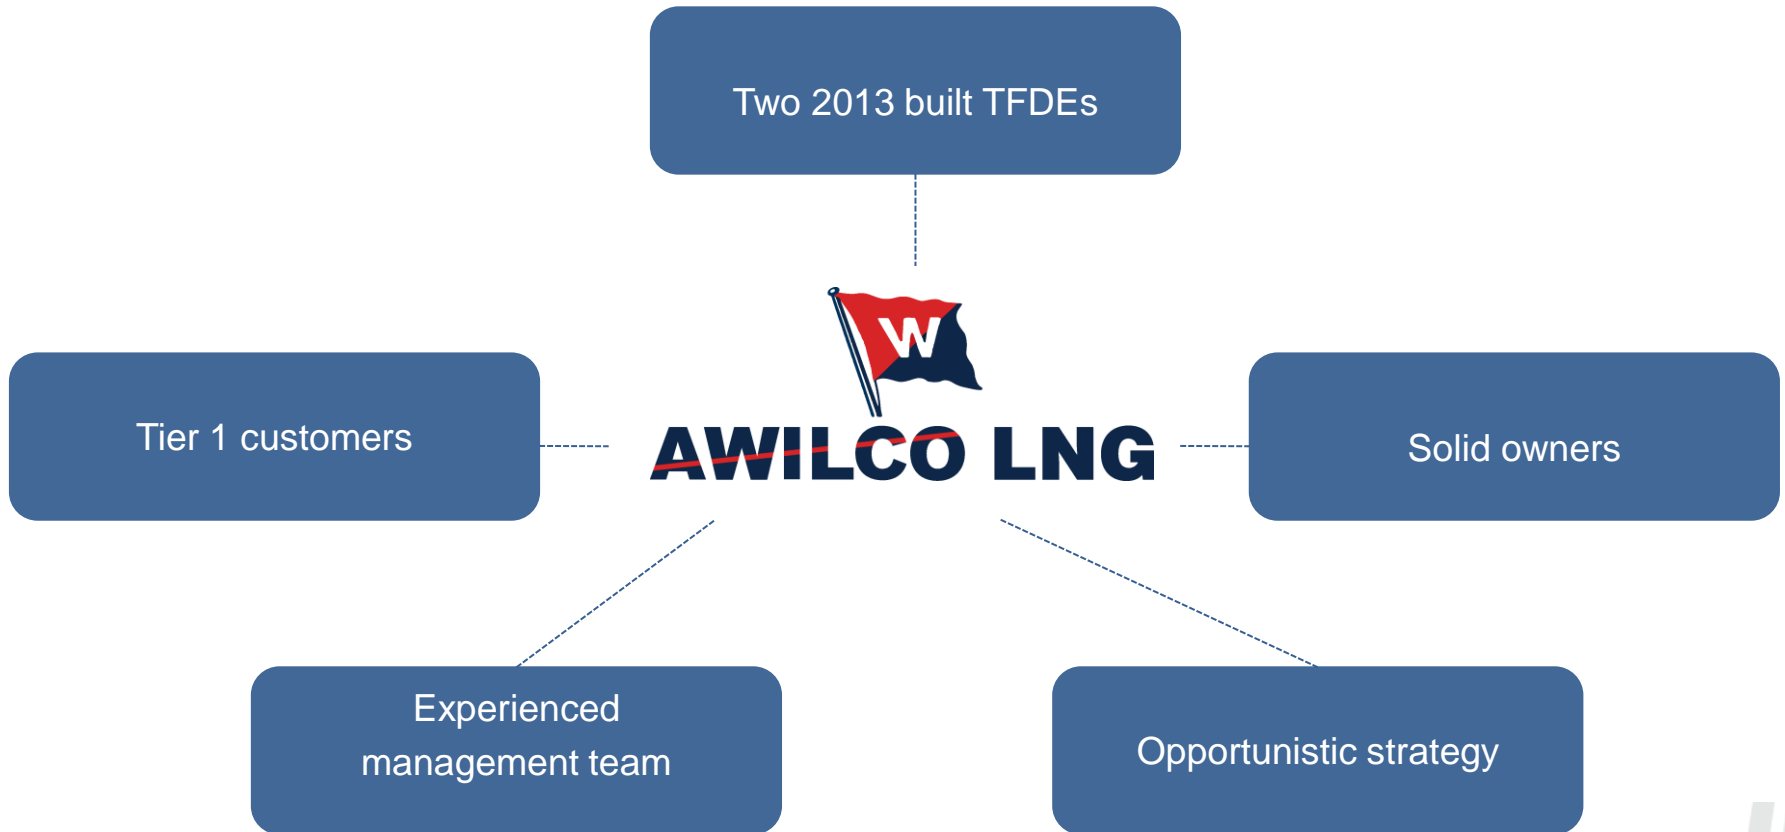 Two 2013 built TFDEs
W
AWILCO LNG
Tier 1 customers
Solid owners
Experienced
management team
Opportunistic strategy